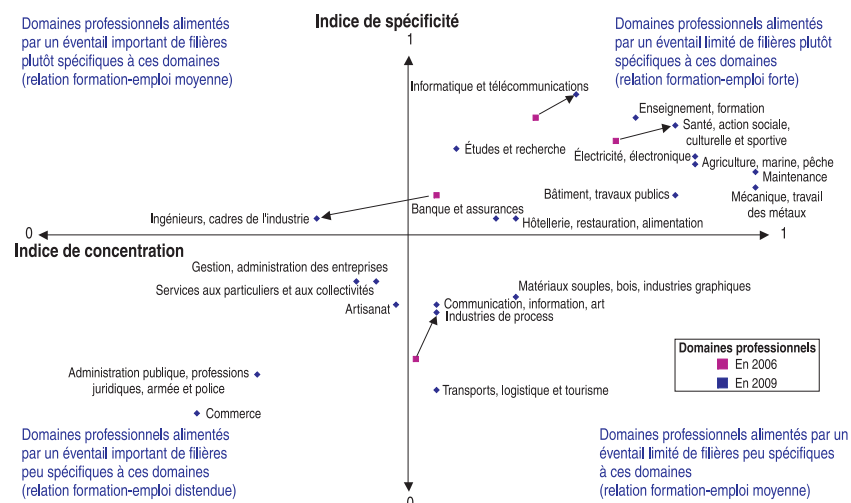 Domaines professionnels alimentés
par un éventail important de filières
plutôt spécifiques à ces domaines
(relation formation-emploi moyenne)
Indice de spécificité
1
Domaines professionnels alimentés
par un éventail limité de filières plutôt
spécifiques à ces domaines
(relation formation-emploi forte)
Informatique et télécommunications
Enseignement, formation
Santé, action sociale,
culturelle et sportive
Études et recherche
Électricité, électronique
Agriculture, marine, pêche
Maintenance
Bâtiment, travaux publics
Mécanique, travail
des métaux
Ingénieurs, cadres de l'industrie
Banque et assurances
Hôtellerie, restauration, alimentation
0
1
Indice de concentration
Gestion, administration des entreprises
Services aux particuliers et aux collectivités
Matériaux souples, bois, industries graphiques
Artisanat
Communication, information, art
Industries de process
Domaines professionnels
En 2006
En 2009
Administration publique, professions
juridiques, armée et police
Transports, logistique et tourisme
Commerce
Domaines professionnels alimentés
par un éventail important de filières
peu spécifiques à ces domaines
(relation formation-emploi distendue)
Domaines professionnels alimentés par un
éventail limité de filières peu spécifiques
à ces domaines
(relation formation-emploi moyenne)
0